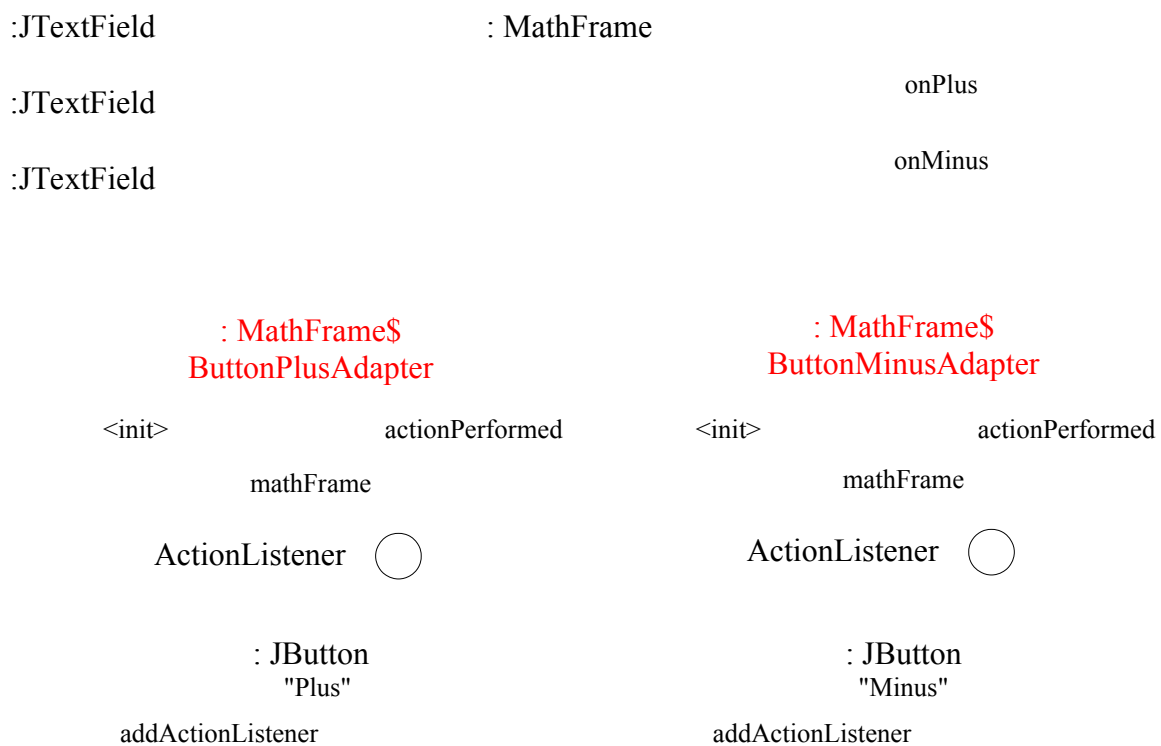 :JTextField
: MathFrame
onPlus
:JTextField
onMinus
:JTextField
: MathFrame$
ButtonPlusAdapter
: MathFrame$
ButtonMinusAdapter
<init>
actionPerformed
<init>
actionPerformed
mathFrame
mathFrame
ActionListener
ActionListener
: JButton
"Plus"
: JButton
"Minus"
addActionListener
addActionListener